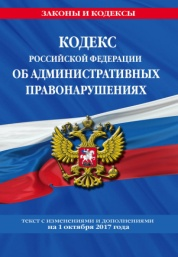 ЗАКОНЫ И КОДЕКСЫ
КОДЕКС
РОССИЙСКОЙ ФЕДЕРАЦИИ
ОБ АДМИНИСТРАТИВНЫХ
ПРАВОНАРУШЕНИЯХ
ТЕКСТ С ИЗМЕНЕНИЯМИ И ДОПОЛНЕНИЯМИ
на 1 октября 2017 года